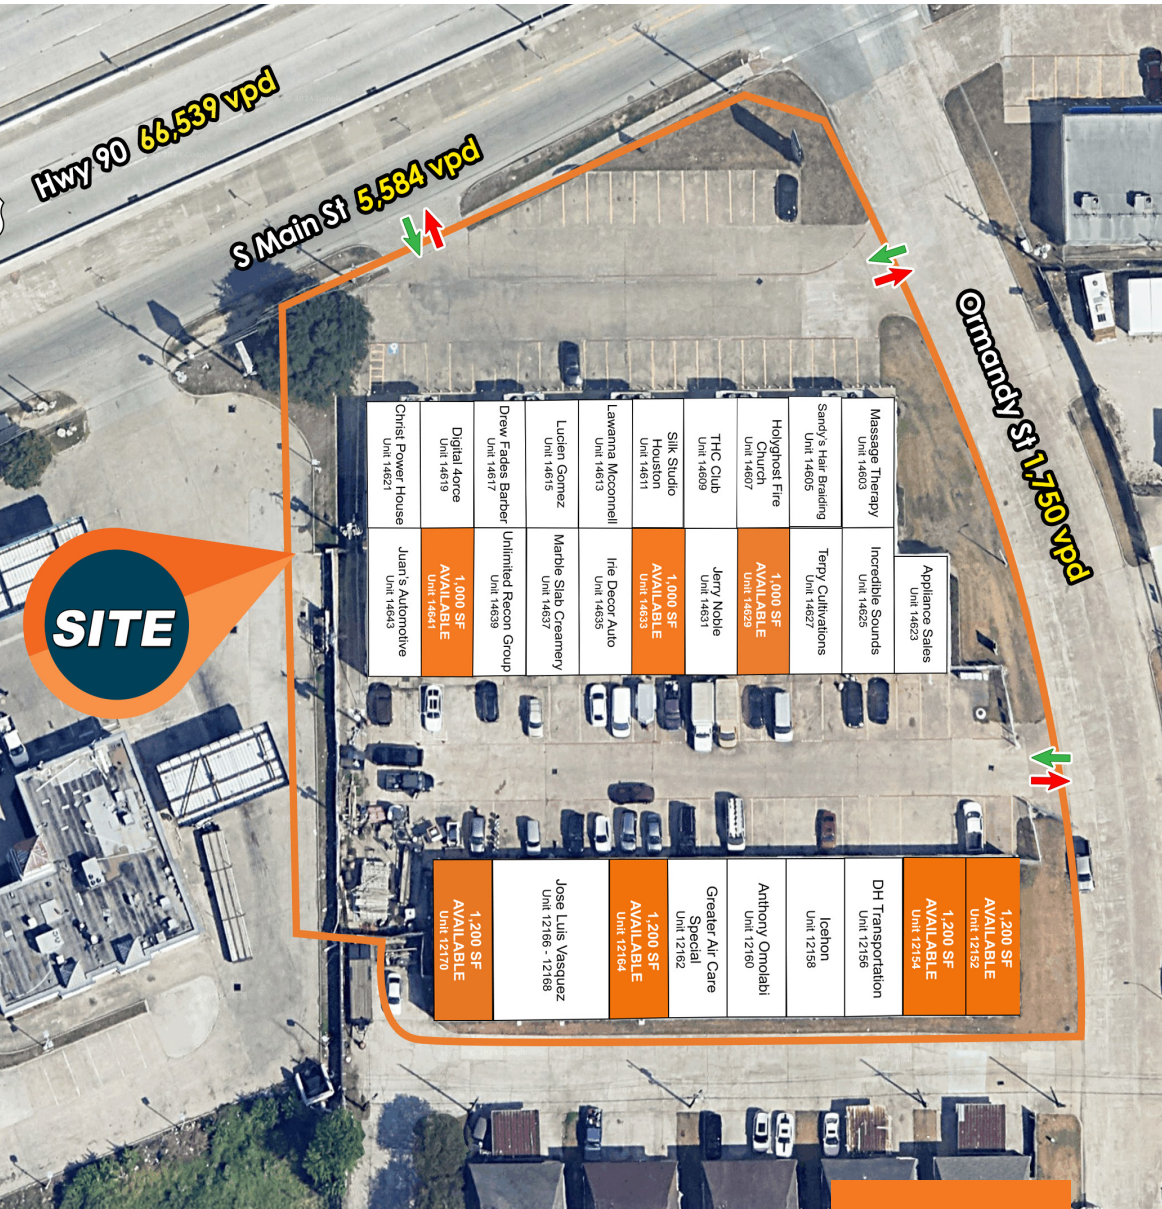 Hwy 90 66,539 vpd
S Main St 5,584 vpd
Ormandy St 1,750 vpd
SITE
Christ Power House
Unit 14621
Digital 4orce
Unit 14619
Drew Fades Barber
Unit 14617
Lucien Gomez
Unit 14615
Lawanna Mcconnell
Unit 14613
Silk Studio
Houston
Unit 14611
THC Club
Unit 14609
Holyghost Fire
Church
Unit 14607
Sandy's Hair Braiding
Unit 14605
Massage Therapy
Unit 14603
Juan's Automotive
Unit 14643
1,000 SF
AVAILABLE
Unit 14641
Unlimited Recon Group
Unit 14639
Marble Slab Creamery
Unit 14637
Irie Decor Auto
Unit 14635
1,000 SF
AVAILABLE
Unit 14633
Jerry Noble
Unit 14631
1,000 SF
AVAILABLE
Unit 14629
Terpy Cultivations
Unit 14627
Incredible Sounds
Unit 14625
Appliance Sales
Unit 14623
1,200 SF
AVAILABLE
Unit 12170
Jose Luis Vasquez
Unit 12166 - 12168
1,200 SF
AVAILABLE
Unit 12164
Greater Air Care
Special
Unit 12162
Anthony Omolabi
Unit 12160
Icehon
Unit 12158
DH Transportation
Unit 12156
1,200 SF
AVAILABLE
Unit 12154
1,200 SF
AVAILABLE
Unit 12152